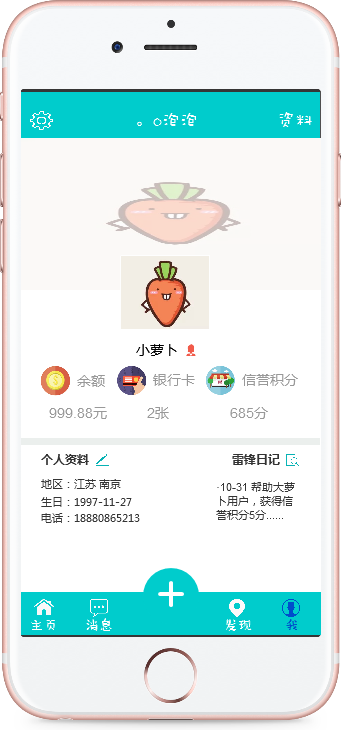 。o泡泡 资料
小萝卜
余额 银行卡 信誉积分
999.88元 2张 685分
个人资料 雷锋日记
地区：江苏 南京
生日：1997-11-27
电话：18880865213
·10-31 帮助大萝
卜用户，获得信
誉积分5分......
主页 消息 发现 我